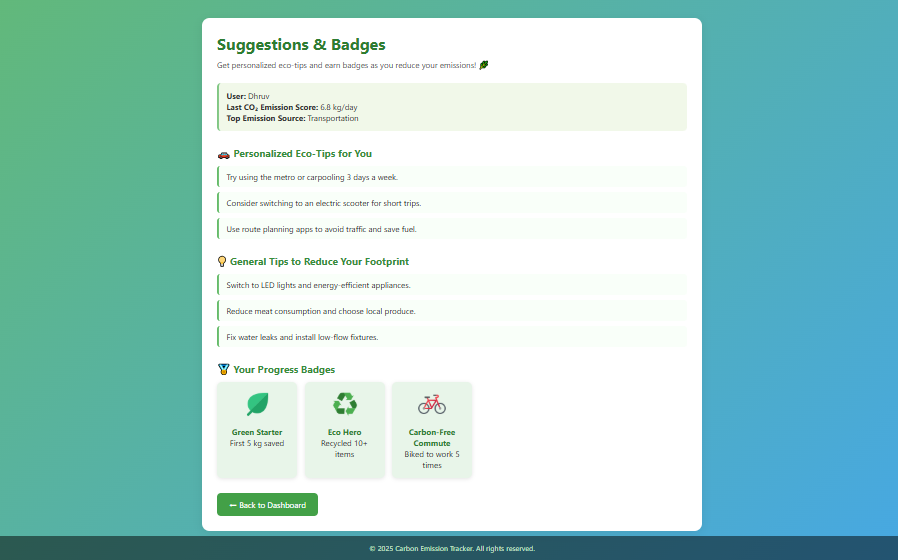 Suggestions & Badges
Get personalized eco-tips and earn badges as you reduce your emissions!
User: Dhruv
Last CO₂ Emission Score: 6.8 kg/day
Top Emission Source: Transportation
Personalized Eco-Tips for You
Try using the metro or carpooling 3 days a week.
Consider switching to an electric scooter for short trips.
Use route planning apps to avoid traffic and save fuel.
General Tips to Reduce Your Footprint
Switch to LED lights and energy-efficient appliances.
Reduce meat consumption and choose local produce.
Fix water leaks and install low-flow fixtures.
Your Progress Badges
Green Starter
First 5 kg saved
Eco Hero
Recycled 10+
items
Carbon-Free
Commute
Biked to work 5
times
← Back to Dashboard
© 2025 Carbon Emission Tracker. All rights reserved.